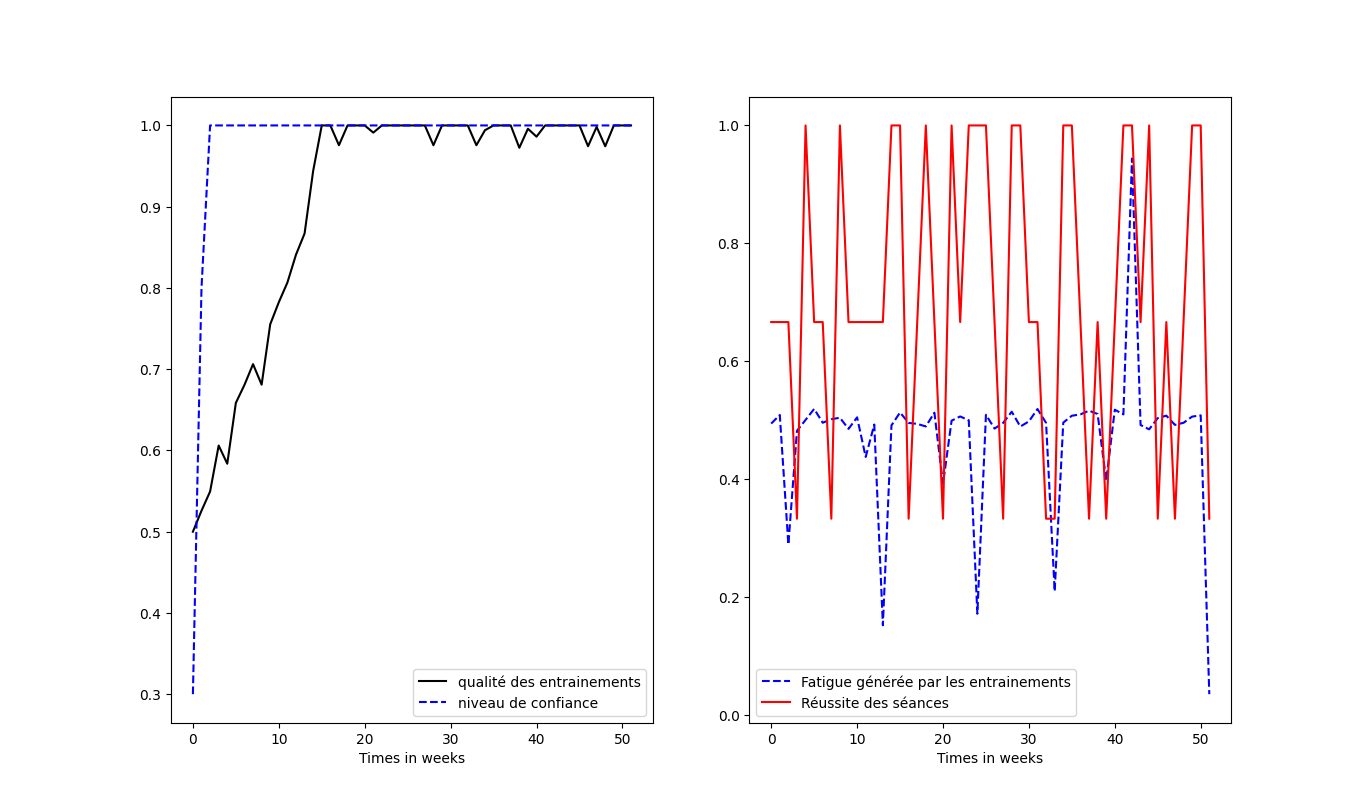 1.0
0.9
0.8
0.7
0.6
0.5
0.4
0.3
qualité des entrainements
niveau de confiance
0 10 20 30 40 50
Times in weeks
1.0
0.8
0.6
0.4
0.2
0.0
Fatigue générée par les entrainements
Réussite des séances
0 10 20 30 40 50
Times in weeks